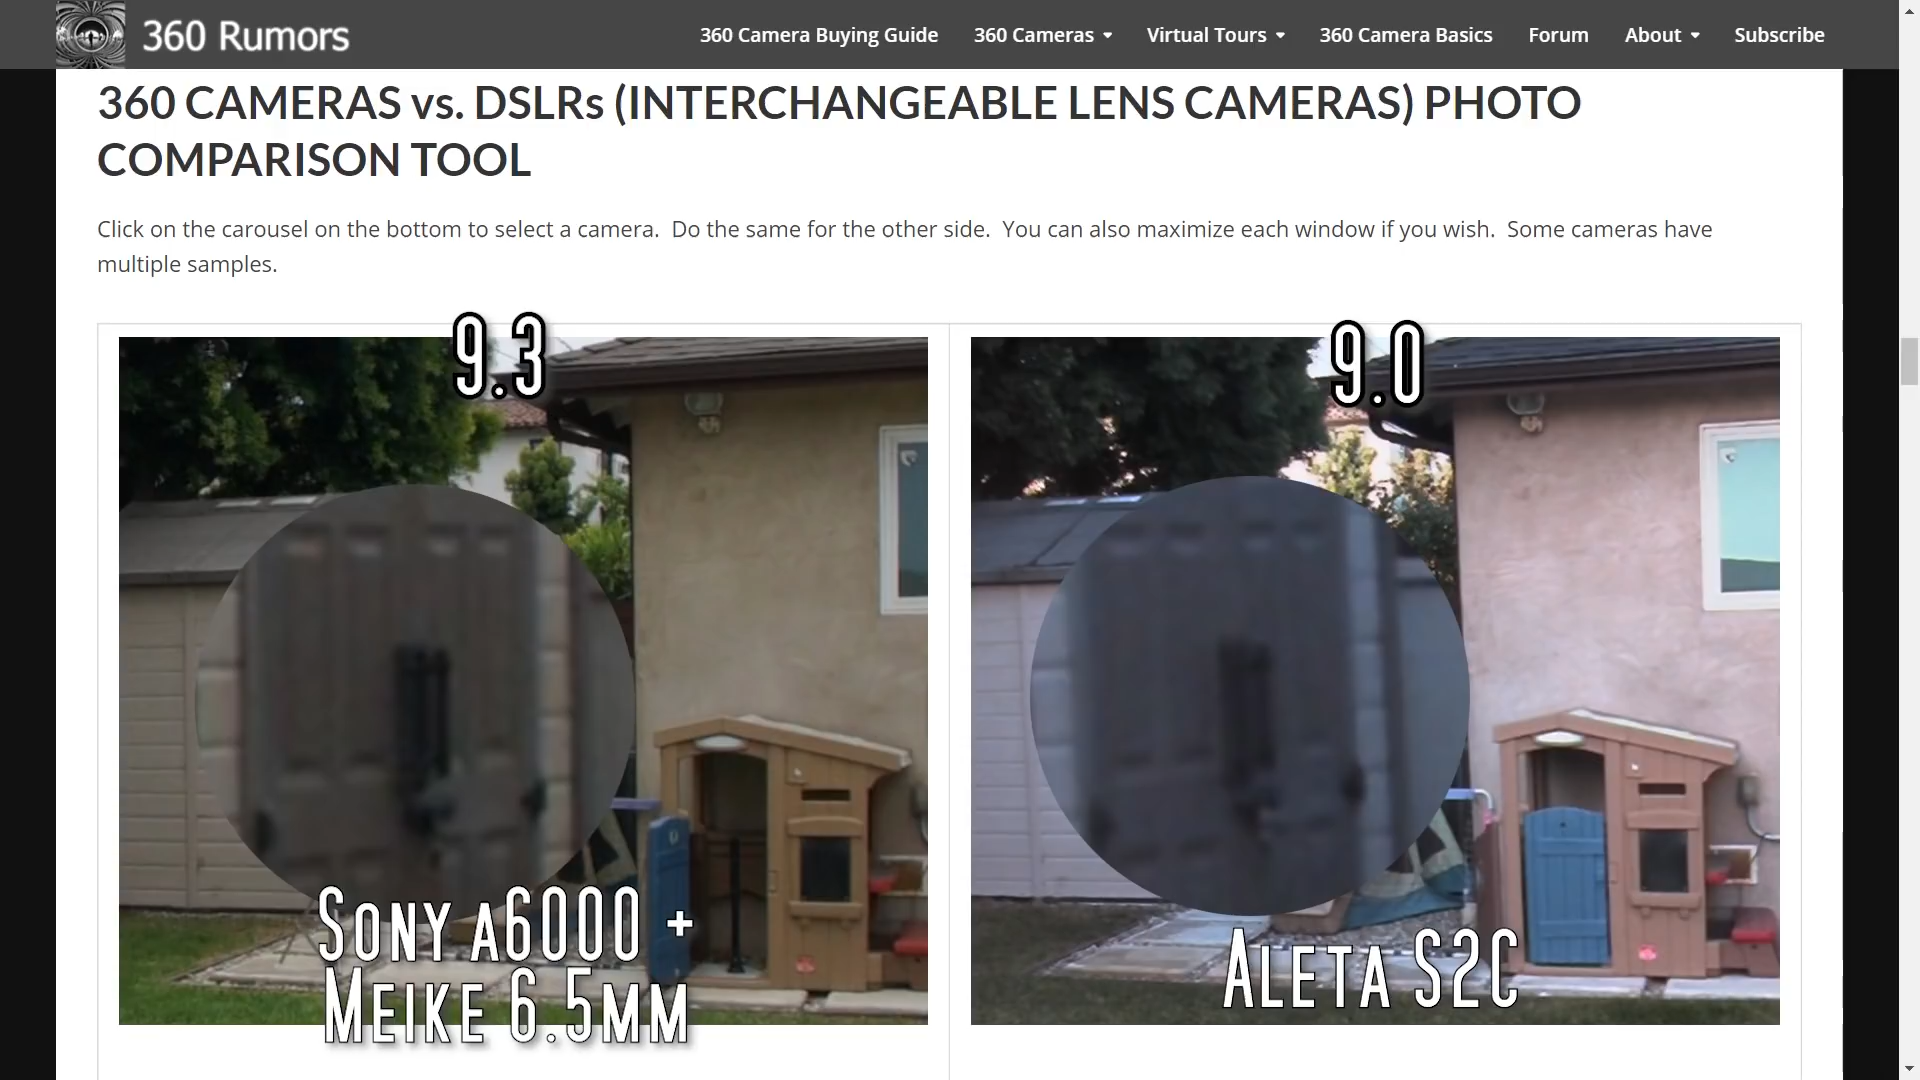 360 Rumors
360 Camera Buying Guide
360 Cameras
Virtual Tours
360 Camera Basics
Forum
About
Subscribe
360 CAMERAS vs. DSLRs (INTERCHANGEABLE LENS CAMERAS) PHOTO
COMPARISON TOOL
Click on the carousel on the bottom to select a camera. Do the same for the other side. You can also maximize each window if you wish. Some cameras have
multiple samples.
9.3
Sony a6000 +
Meike 6.5mm
9.0
Aleta S2C